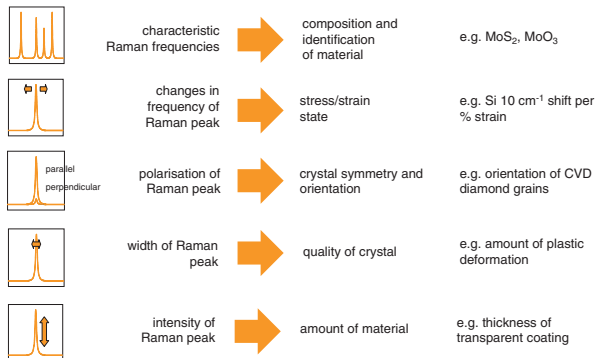 characteristic
Raman frequencies
composition and
identification
of material
e.g. MoS₂, MoO₃
changes in
frequency of
Raman peak
stress/strain
state
e.g. Si 10 cm⁻¹ shift per
% strain
parallel
perpendicular
polarisation of
Raman peak
crystal symmetry and
orientation
e.g. orientation of CVD
diamond grains
width of Raman
peak
quality of crystal
e.g. amount of plastic
deformation
intensity of
Raman peak
amount of material
e.g. thickness of
transparent coating